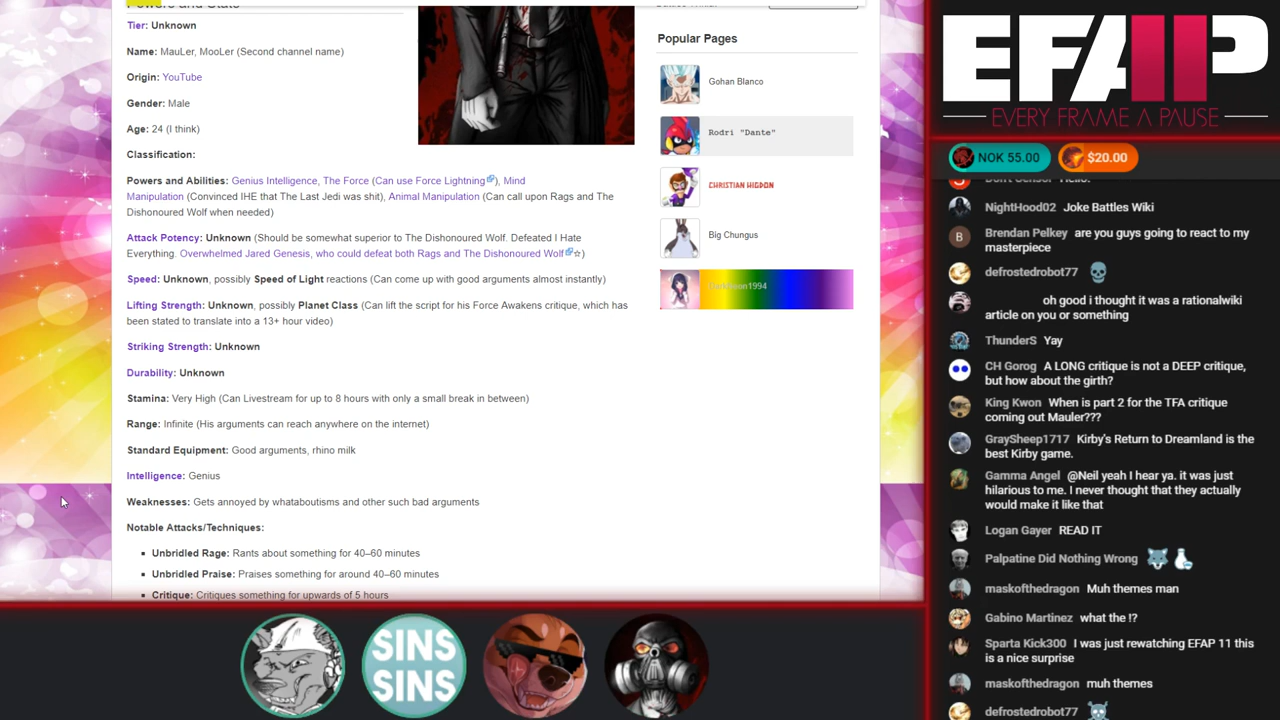 Tier: Unknown
Name: MauLer, MooLer (Second channel name)
Origin: YouTube
Gender: Male
Age: 24 (I think)
Classification:
Powers and Abilities: Genius Intelligence, The Force (Can use Force Lightning), Mind
Manipulation (Convinced IHE that The Last Jedi was shit), Animal Manipulation (Can call upon Rags and The
Dishonoured Wolf when needed)
Attack Potency: Unknown (Should be somewhat superior to The Dishonoured Wolf. Defeated I Hate
Everything. Overwhelmed Jared Genesis, who could defeat both Rags and The Dishonoured Wolf☆)
Speed: Unknown, possibly Speed of Light reactions (Can come up with good arguments almost instantly)
Lifting Strength: Unknown, possibly Planet Class (Can lift the script for his Force Awakens critique, which has
been stated to translate into a 13+ hour video)
Striking Strength: Unknown
Durability: Unknown
Stamina: Very High (Can Livestream for up to 8 hours with only a small break in between)
Range: Infinite (His arguments can reach anywhere on the internet)
Standard Equipment: Good arguments, rhino milk
Intelligence: Genius
Weaknesses: Gets annoyed by whataboutisms and other such bad arguments
Notable Attacks/Techniques:
Unbridled Rage: Rants about something for 40–60 minutes
Unbridled Praise: Praises something for around 40–60 minutes
Critique: Critiques something for upwards of 5 hours
Popular Pages
Gohan Blanco
Rodri "Dante"
CHRISTIAN HIGDON
Big Chungus
SINS
SINS
EFAP
EVERY FRAME A PAUSE
NOK 55.00
$20.00
NightHood02 Joke Battles Wiki
Brendan Pelkey are you guys going to react to my
masterpiece
defrostedrobot77
oh good i thought it was a rationalwiki
article on you or something
ThunderS Yay
CH Gorog A LONG critique is not a DEEP critique,
but how about the girth?
King Kwon When is part 2 for the TFA critique
coming out Mauler???
GraySheep1717 Kirby's Return to Dreamland is the
best Kirby game.
Gamma Angel @Neil yeah I hear ya. it was just
hilarious to me. I never thought that they actually
would make it like that
Logan Gayer READ IT
Palpatine Did Nothing Wrong
maskofthedragon Muh themes man
Gabino Martinez what the !?
Sparta Kick300 I was just rewatching EFAP 11 this
is a nice surprise
maskofthedragon muh themes
defrostedrobot77